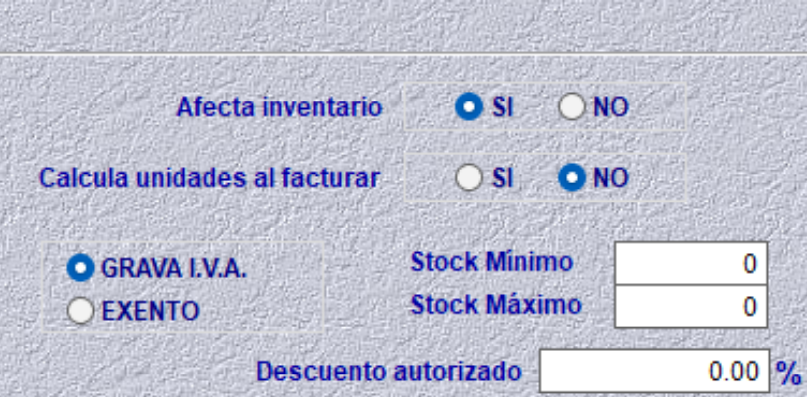 Afecta inventario SI NO
Calcula unidades al facturar SI NO
GRAVA I.V.A. Stock Mínimo 0
EXENTO Stock Máximo 0
Descuento autorizado 0.00 %